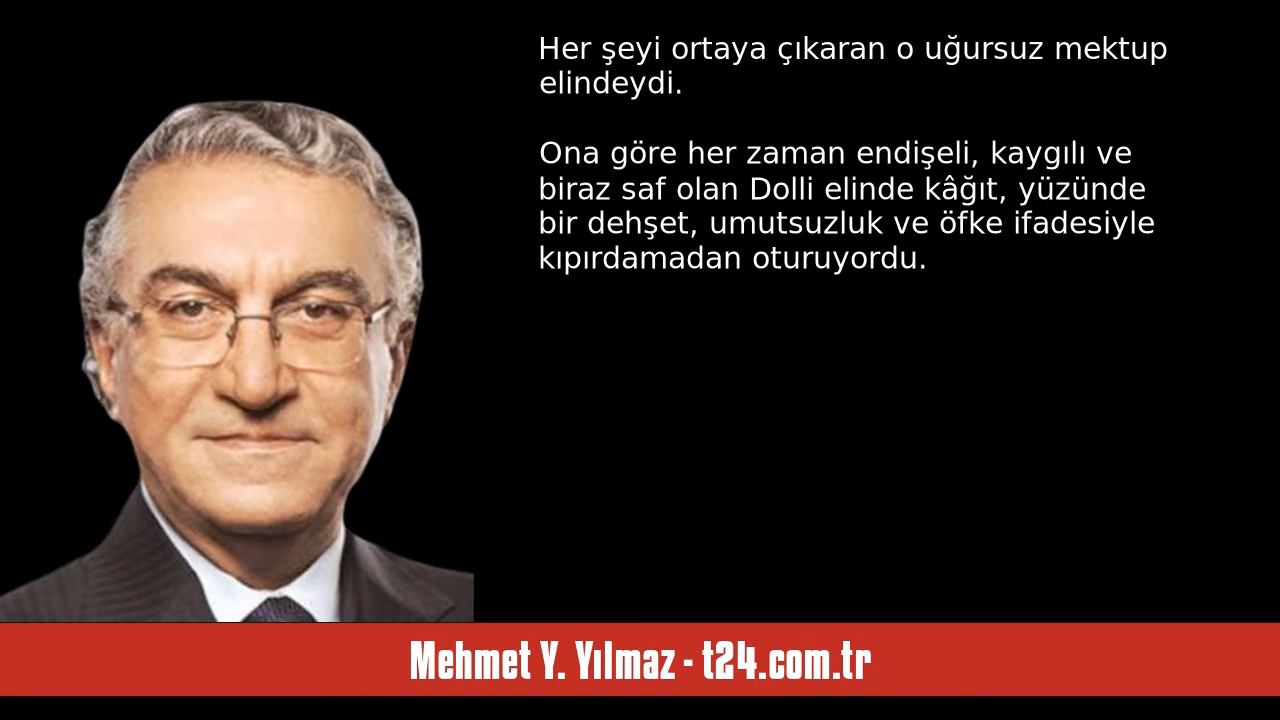 Her şeyi ortaya çıkaran o uğursuz mektup
elindeydi.
Ona göre her zaman endişeli, kaygılı ve
biraz saf olan Dolli elinde kâğıt, yüzünde
bir dehşet, umutsuzluk ve öfke ifadesiyle
kıpırdamadan oturuyordu.
Mehmet Y. Yılmaz - t24.com.tr